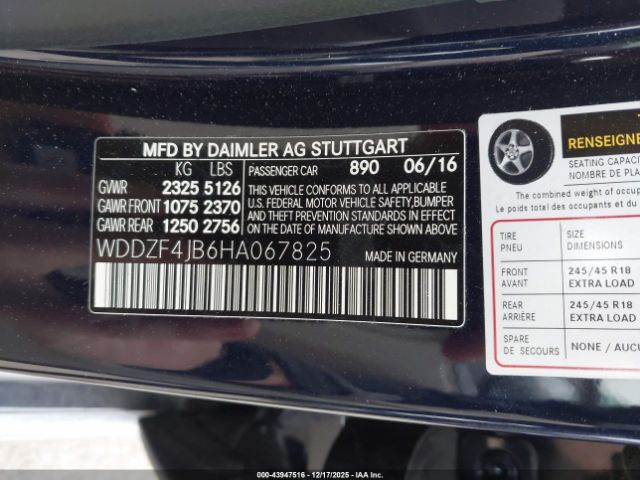 MFD BY DAIMLER AG STUTTGART
KG LBS
GVWR 2325 5126
GAWR FRONT 1075 2370
GAWR REAR 1250 2756
PASSENGER CAR 890 06/16
THIS VEHICLE CONFORMS TO ALL APPLICABLE
U.S. FEDERAL MOTOR VEHICLE SAFETY,BUMPER
AND THEFT PREVENTION STANDARDS IN EFFECT
ON THE DATE OF MANUFACTURE SHOWN ABOVE
WDDZF4JB6HA067825
MADE IN GERMANY
RENSEIGNE
SEATING CAPAC
NOMBRE DE PLA
The combined weight of occup
Le poids total des occupants
TIRE
PNEU
SIZE
DIMENSIONS
FRONT
AVANT
245/45 R18
EXTRA LOAD
REAR
ARRIÈRE
245/45 R18
EXTRA LOAD
SPARE
DE SECOURS
NONE / AUCU
00-43947516 - 12/17/2025 - IAA Inc.